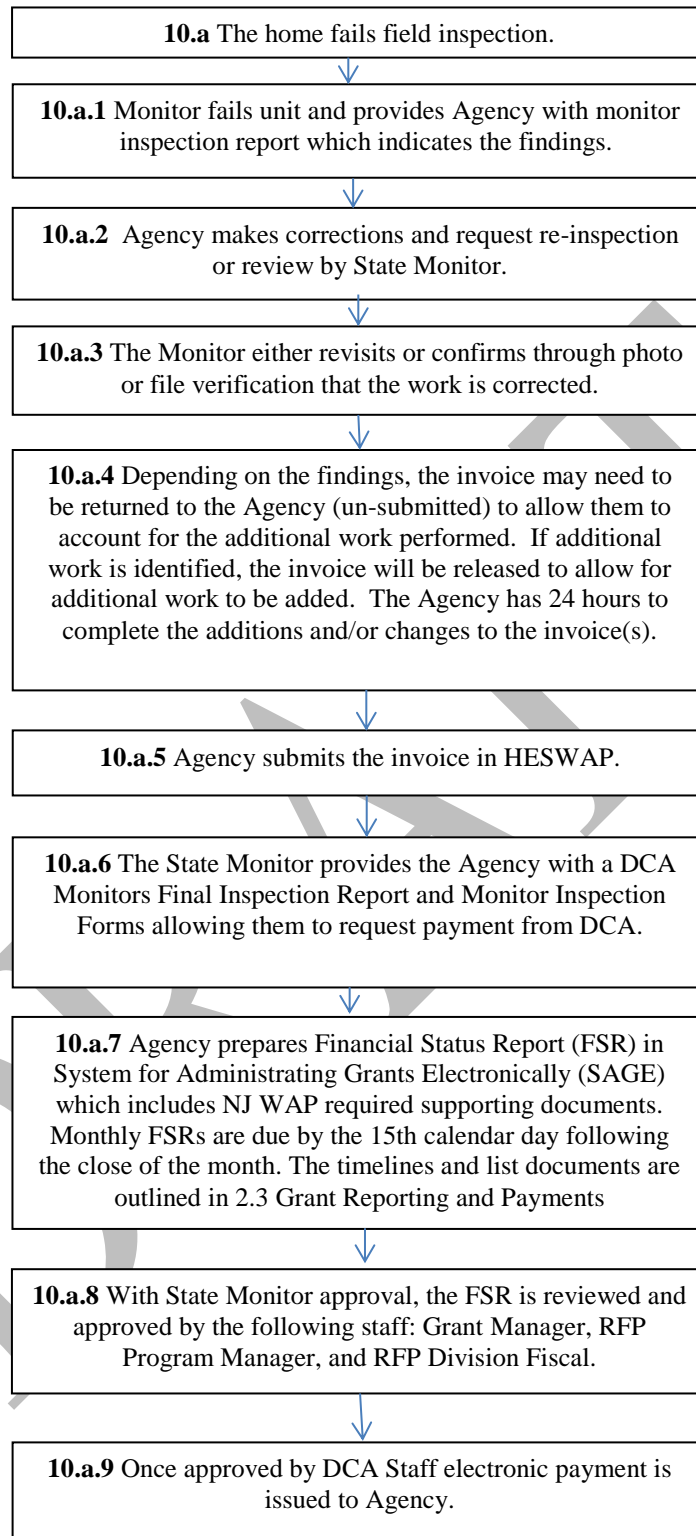 10.a The home fails field inspection.
10.a.1 Monitor fails unit and provides Agency with monitor
inspection report which indicates the findings.
10.a.2 Agency makes corrections and request re-inspection
or review by State Monitor.
10.a.3 The Monitor either revisits or confirms through photo
or file verification that the work is corrected.
10.a.4 Depending on the findings, the invoice may need to
be returned to the Agency (un-submitted) to allow them to
account for the additional work performed. If additional
work is identified, the invoice will be released to allow for
additional work to be added. The Agency has 24 hours to
complete the additions and/or changes to the invoice(s).
10.a.5 Agency submits the invoice in HESWAP.
10.a.6 The State Monitor provides the Agency with a DCA
Monitors Final Inspection Report and Monitor Inspection
Forms allowing them to request payment from DCA.
10.a.7 Agency prepares Financial Status Report (FSR) in
System for Administrating Grants Electronically (SAGE)
which includes NJ WAP required supporting documents.
Monthly FSRs are due by the 15th calendar day following
the close of the month. The timelines and list documents are
outlined in 2.3 Grant Reporting and Payments
10.a.8 With State Monitor approval, the FSR is reviewed and
approved by the following staff: Grant Manager, RFP
Program Manager, and RFP Division Fiscal.
10.a.9 Once approved by DCA Staff electronic payment is
issued to Agency.